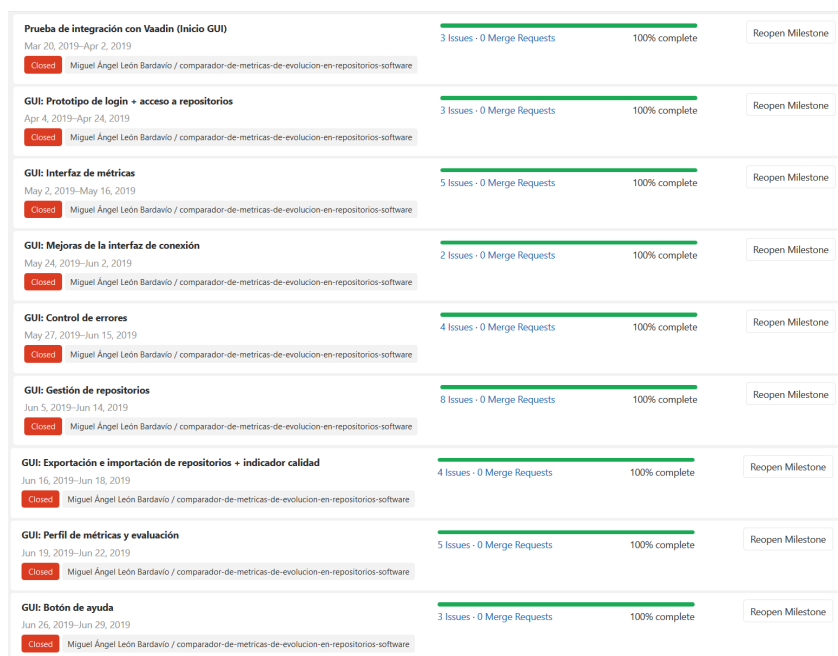 Prueba de integración con Vaadin (Inicio GUI)
Mar 20, 2019–Apr 2, 2019
Closed Miguel Ángel León Bardavío / comparador-de-metricas-de-evolucion-en-repositorios-software
3 Issues · 0 Merge Requests 100% complete
Reopen Milestone
GUI: Prototipo de login + acceso a repositorios
Apr 4, 2019–Apr 24, 2019
Closed Miguel Ángel León Bardavío / comparador-de-metricas-de-evolucion-en-repositorios-software
3 Issues · 0 Merge Requests 100% complete
Reopen Milestone
GUI: Interfaz de métricas
May 2, 2019–May 16, 2019
Closed Miguel Ángel León Bardavío / comparador-de-metricas-de-evolucion-en-repositorios-software
5 Issues · 0 Merge Requests 100% complete
Reopen Milestone
GUI: Mejoras de la interfaz de conexión
May 24, 2019–Jun 2, 2019
Closed Miguel Ángel León Bardavío / comparador-de-metricas-de-evolucion-en-repositorios-software
2 Issues · 0 Merge Requests 100% complete
Reopen Milestone
GUI: Control de errores
May 27, 2019–Jun 15, 2019
Closed Miguel Ángel León Bardavío / comparador-de-metricas-de-evolucion-en-repositorios-software
4 Issues · 0 Merge Requests 100% complete
Reopen Milestone
GUI: Gestión de repositorios
Jun 5, 2019–Jun 14, 2019
Closed Miguel Ángel León Bardavío / comparador-de-metricas-de-evolucion-en-repositorios-software
8 Issues · 0 Merge Requests 100% complete
Reopen Milestone
GUI: Exportación e importación de repositorios + indicador calidad
Jun 16, 2019–Jun 18, 2019
Closed Miguel Ángel León Bardavío / comparador-de-metricas-de-evolucion-en-repositorios-software
4 Issues · 0 Merge Requests 100% complete
Reopen Milestone
GUI: Perfil de métricas y evaluación
Jun 19, 2019–Jun 22, 2019
Closed Miguel Ángel León Bardavío / comparador-de-metricas-de-evolucion-en-repositorios-software
5 Issues · 0 Merge Requests 100% complete
Reopen Milestone
GUI: Botón de ayuda
Jun 26, 2019–Jun 29, 2019
Closed Miguel Ángel León Bardavío / comparador-de-metricas-de-evolucion-en-repositorios-software
3 Issues · 0 Merge Requests 100% complete
Reopen Milestone